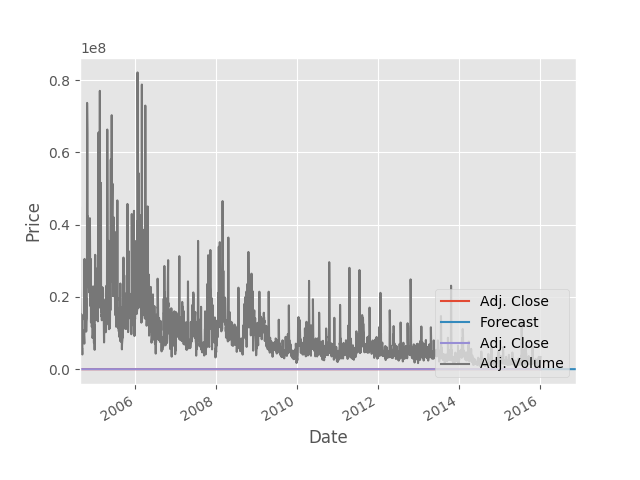 1e8
0.8
0.6
0.4
0.2
0.0
Price
2006
2008
2010
2012
2014
2016
Date
Adj. Close
Forecast
Adj. Close
Adj. Volume